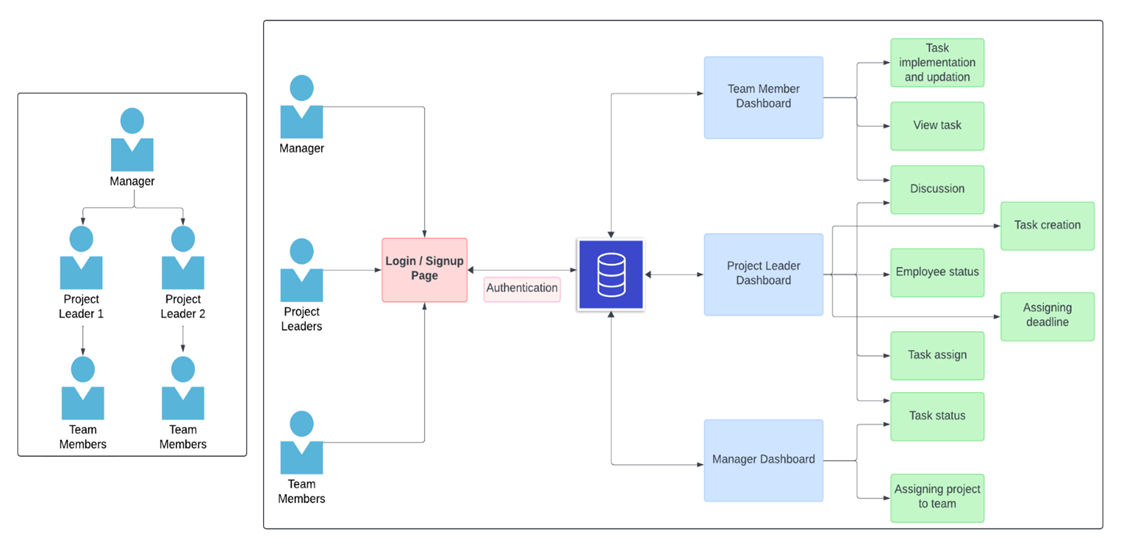 Manager
Project
Leader 1
Project
Leader 2
Team
Members
Team
Members
Manager
Project
Leaders
Team
Members
Login / Signup
Page
Authentication
Team Member
Dashboard
Project Leader
Dashboard
Manager Dashboard
Task
implementation
and updation
View task
Discussion
Task creation
Employee status
Assigning
deadline
Task assign
Task status
Assigning project
to team